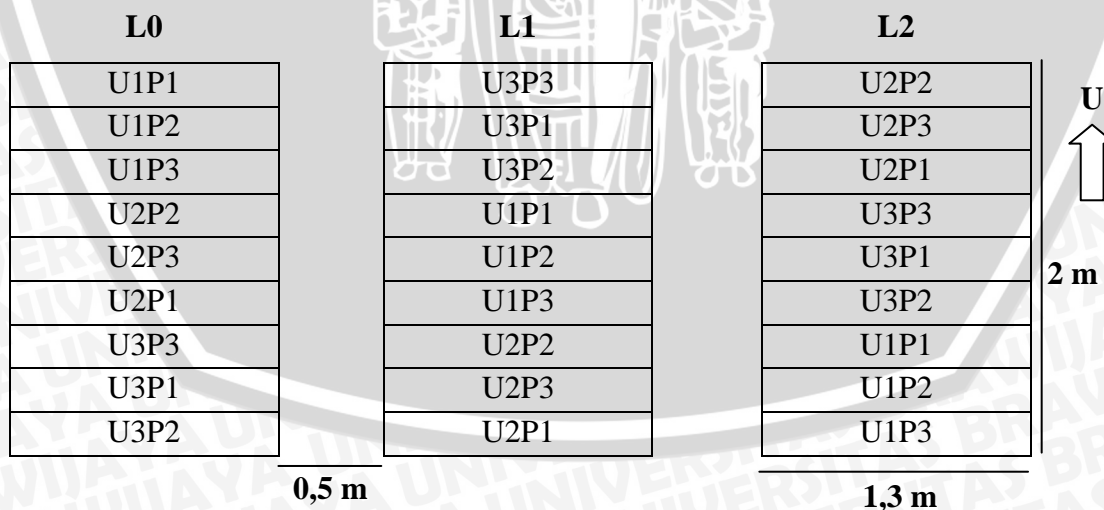 L0 L1 L2
U1P1 U3P3 U2P2
U1P2 U3P1 U2P3
U1P3 U3P2 U2P1
U2P2 U1P1 U3P3
U2P3 U1P2 U3P1
U2P1 U1P3 U3P2
U3P3 U2P2 U1P1
U3P1 U2P3 U1P2
U3P2 U2P1 U1P3
U
2 m
0,5 m
1,3 m